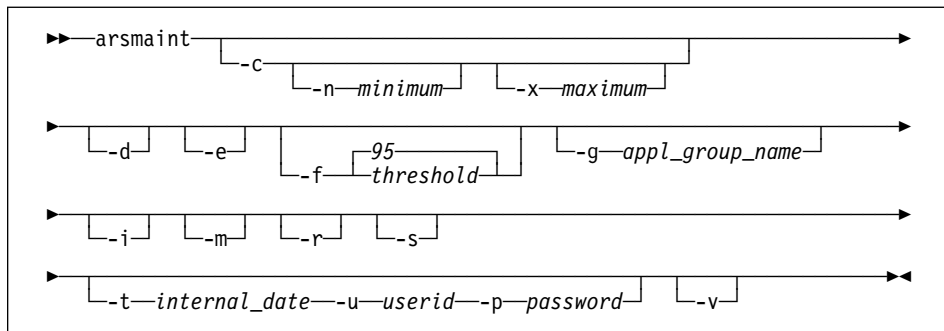 arsmaint
-c
-n minimum -x maximum
-d -e 95 -g appl_group_name
-f threshold
-i -m -r -s
-t internal_date -u userid -p password -v